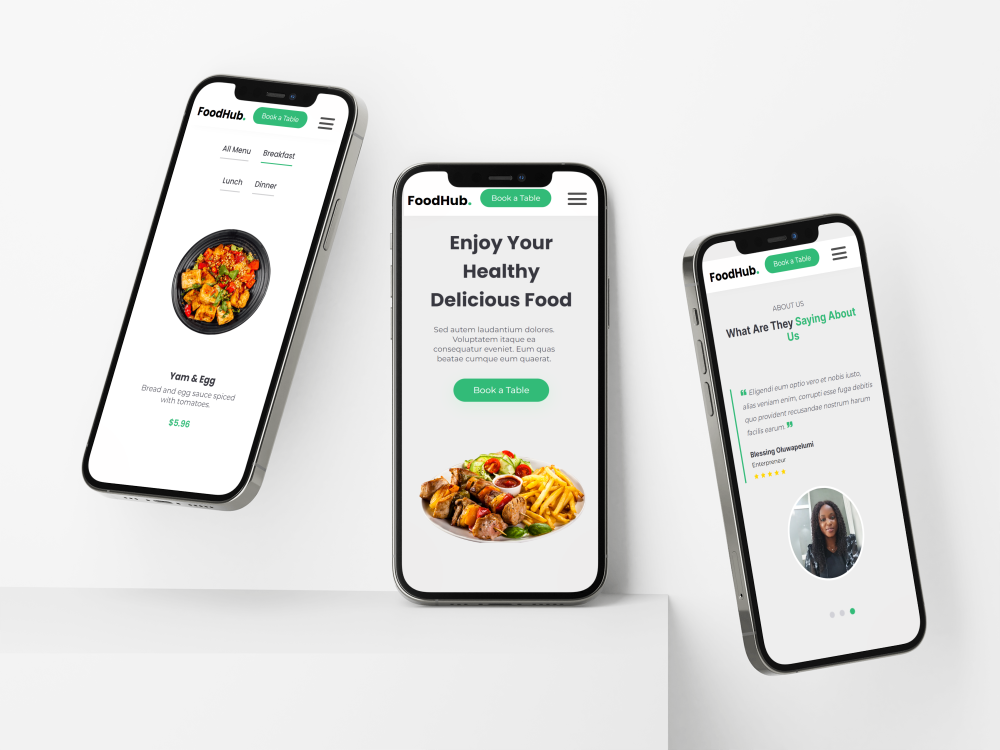 FoodHub.
Book a Table
All Menu
Breakfast
Lunch
Dinner
Yam & Egg
Bread and egg sauce spiced
with tomatoes.
$5.96
FoodHub.
Book a Table
Enjoy Your
Healthy
Delicious Food
Sed autem laudantium dolores.
Voluptatem itaque ea
consequatur eveniet. Eum quas
beatae cumque eum quaerat.
Book a Table
FoodHub.
Book a Table
ABOUT US
What Are They Saying About
Us
❝ Eligendi eum optio vero et nobis iusto,
alias veniam enim, corrupti esse fuga debitis
quo provident recusandae nostrum harum
facilis earum. ❞
Blessing Oluwapelumi
Enterpreneur